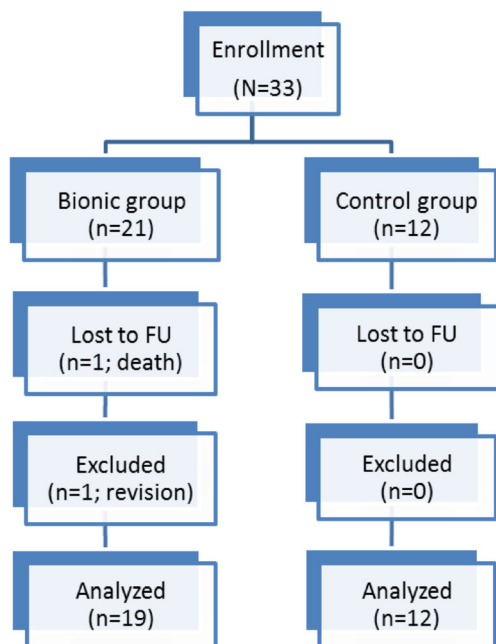 Enrollment
(N=33)
Bionic group
(n=21)
Control group
(n=12)
Lost to FU
(n=1; death)
Lost to FU
(n=0)
Excluded
(n=1; revision)
Excluded
(n=0)
Analyzed
(n=19)
Analyzed
(n=12)